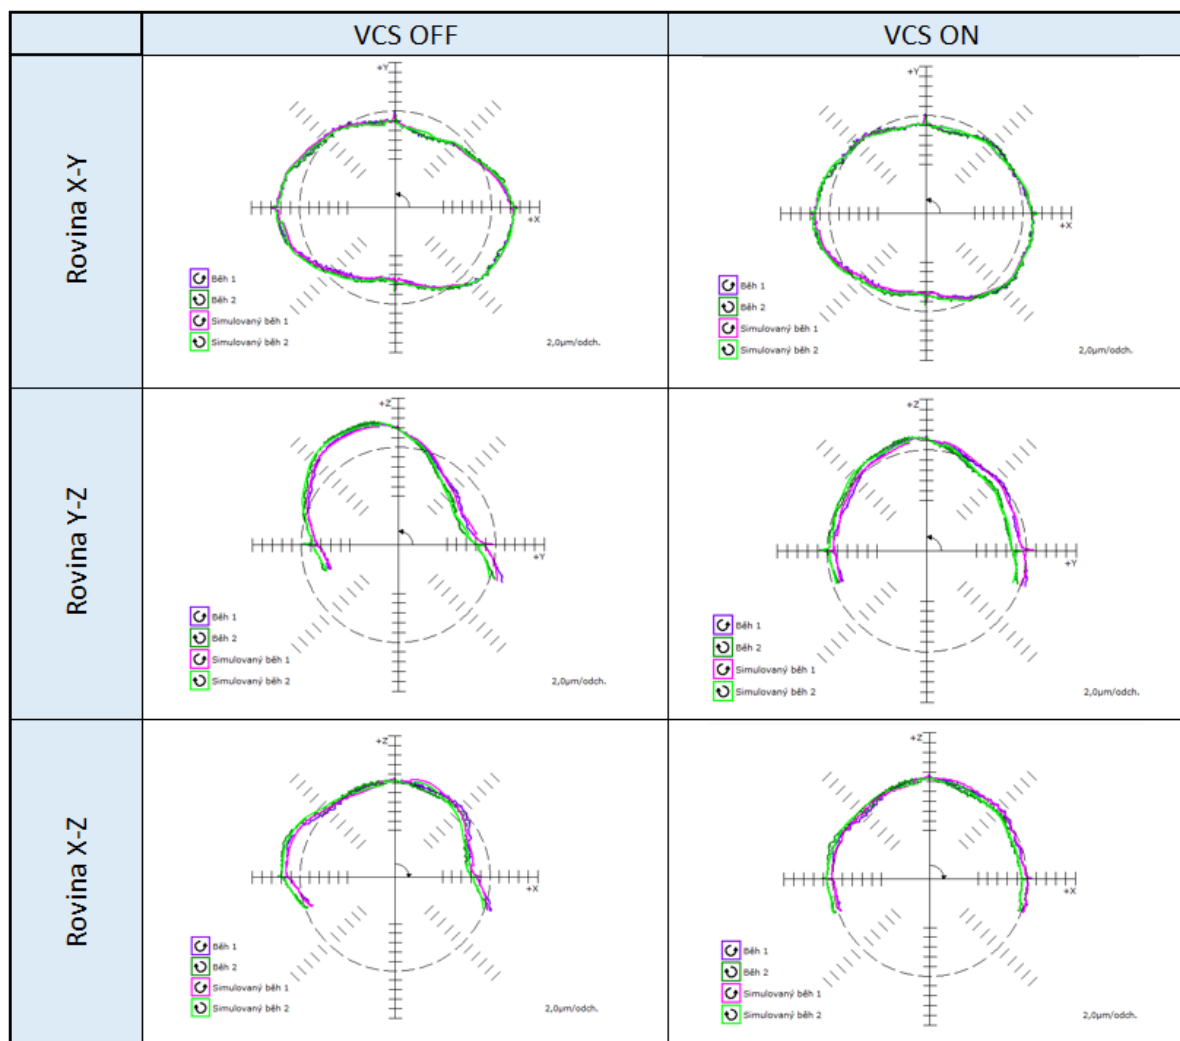 VCS OFF
VCS ON
Rovina X-Y
+Y
+X
Běh 1
Běh 2
Simulovaný běh 1
Simulovaný běh 2
2,0µm/odch.
+Y
+X
Běh 1
Běh 2
Simulovaný běh 1
Simulovaný běh 2
2,0µm/odch.
Rovina Y-Z
+Z
+Y
Běh 1
Běh 2
Simulovaný běh 1
Simulovaný běh 2
2,0µm/odch.
+Z
+Y
Běh 1
Běh 2
Simulovaný běh 1
Simulovaný běh 2
2,0µm/odch.
Rovina X-Z
+Z
+X
Běh 1
Běh 2
Simulovaný běh 1
Simulovaný běh 2
2,0µm/odch.
+Z
+X
Běh 1
Běh 2
Simulovaný běh 1
Simulovaný běh 2
2,0µm/odch.